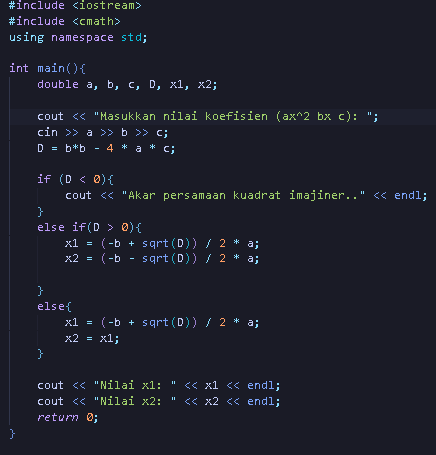 #include <iostream>
#include <cmath>
using namespace std;
int main(){
double a, b, c, D, x1, x2;
cout << "Masukkan nilai koefisien (ax^2 bx c): ";
cin >> a >> b >> c;
D = b*b - 4 * a * c;
if (D < 0){
cout << "Akar persamaan kuadrat imajiner.." << endl;
}
else if(D > 0){
x1 = (-b + sqrt(D)) / 2 * a;
x2 = (-b - sqrt(D)) / 2 * a;
}
else{
x1 = (-b + sqrt(D)) / 2 * a;
x2 = x1;
}
cout << "Nilai x1: " << x1 << endl;
cout << "Nilai x2: " << x2 << endl;
return 0;
}